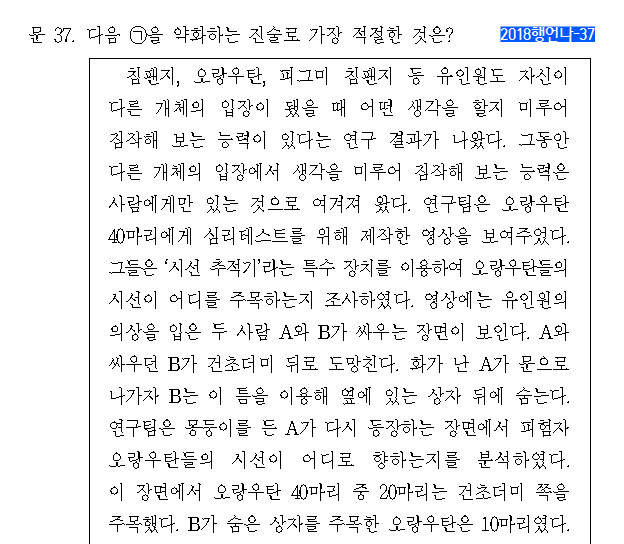 문 37. 다음 ㉠을 약화하는 진술로 가장 적절한 것은? 2018행언나-37
침팬지, 오랑우탄, 피그미 침팬지 등 유인원도 자신이
다른 개체의 입장이 됐을 때 어떤 생각을 할지 미루어
짐작해 보는 능력이 있다는 연구 결과가 나왔다. 그동안
다른 개체의 입장에서 생각을 미루어 짐작해 보는 능력은
사람에게만 있는 것으로 여겨져 왔다. 연구팀은 오랑우탄
40마리에게 심리테스트를 위해 제작한 영상을 보여주었다.
그들은 ‘시선 추적기’라는 특수 장치를 이용하여 오랑우탄들의
시선이 어디를 주목하는지 조사하였다. 영상에는 유인원의
의상을 입은 두 사람 A와 B가 싸우는 장면이 보인다. A와
싸우던 B가 건초더미 뒤로 도망친다. 화가 난 A가 문으로
나가자 B는 이 틈을 이용해 옆에 있는 상자 뒤에 숨는다.
연구팀은 몽둥이를 든 A가 다시 등장하는 장면에서 피험자
오랑우탄들의 시선이 어디로 향하는지를 분석하였다.
이 장면에서 오랑우탄 40마리 중 20마리는 건초더미 쪽을
주목했다. B가 숨은 상자를 주목한 오랑우탄은 10마리였다.